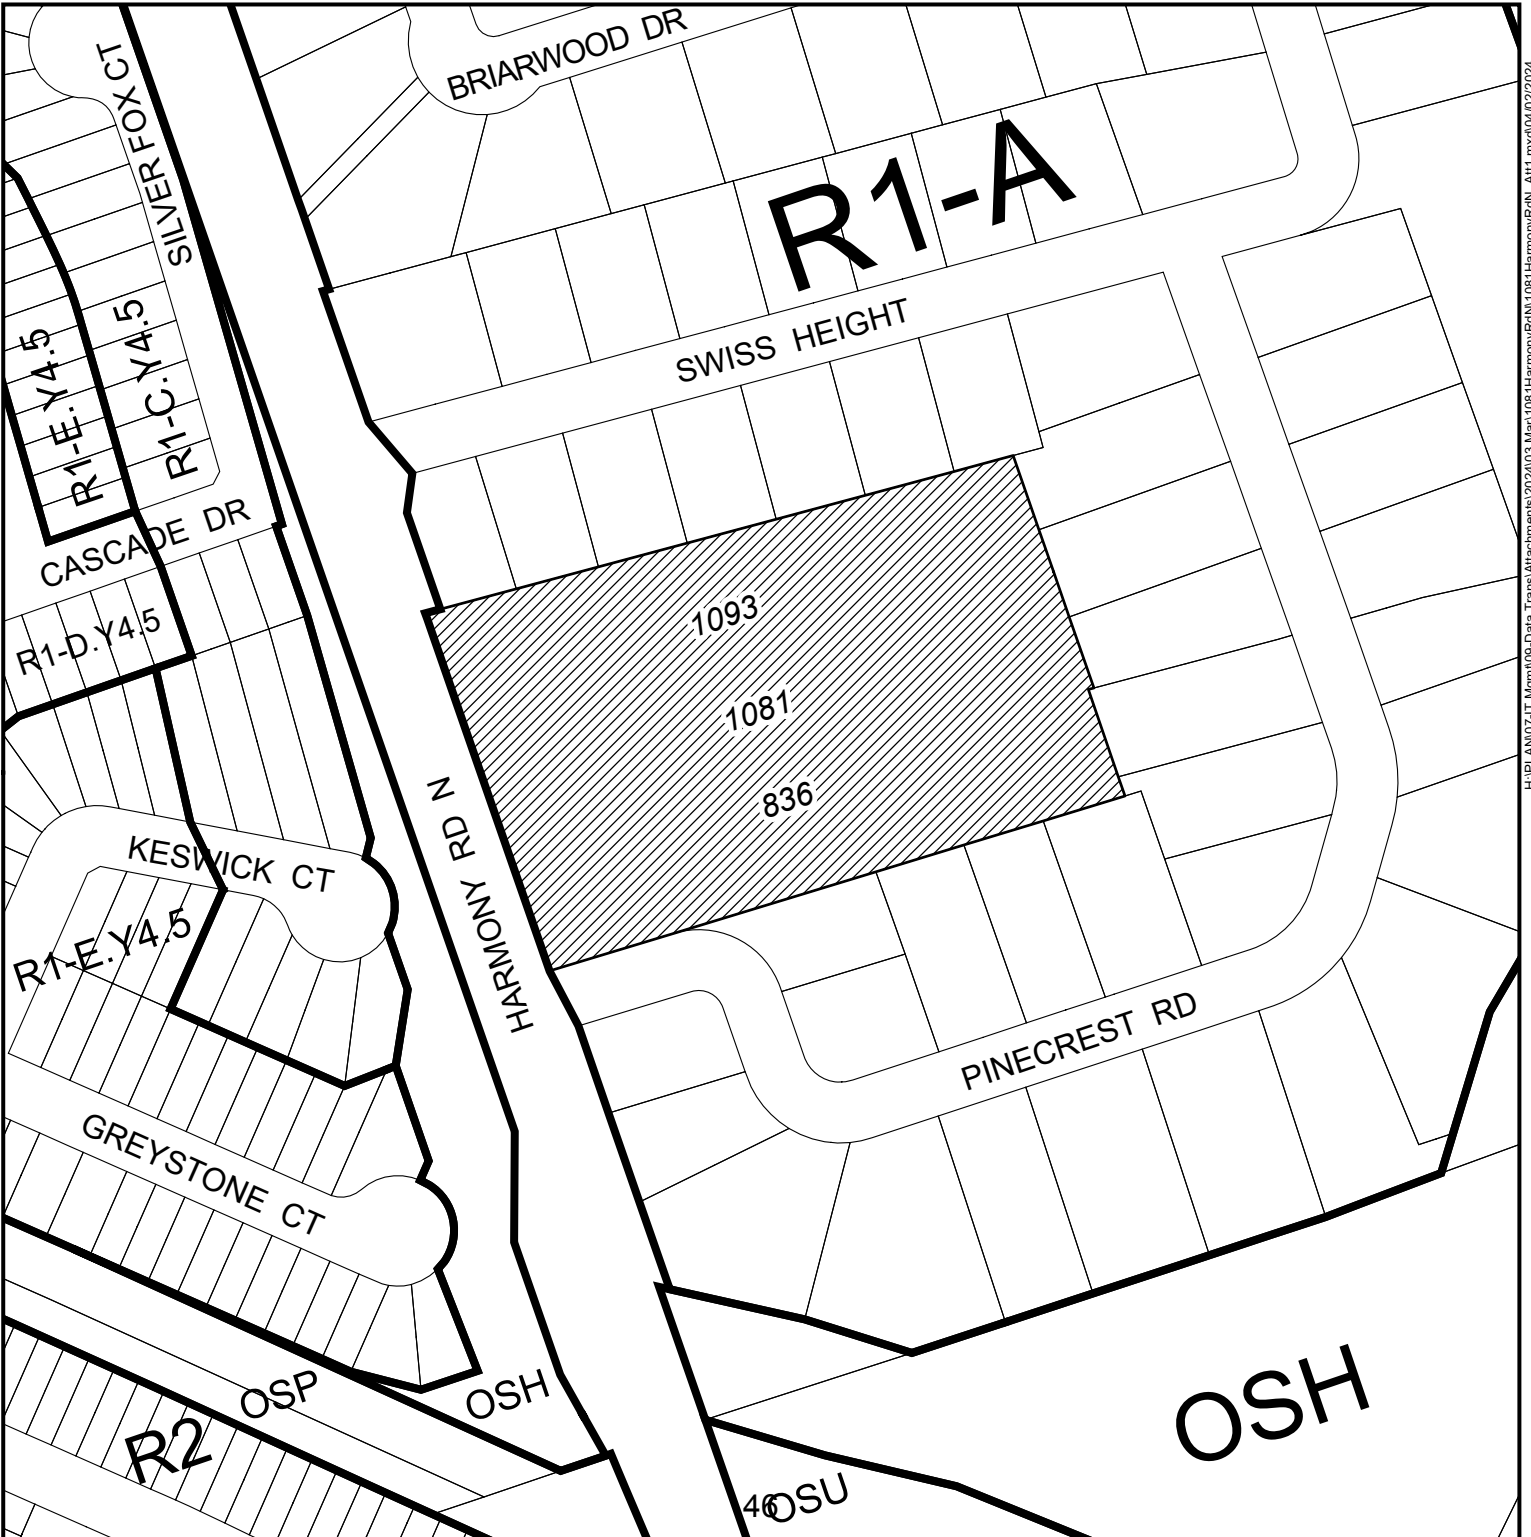 BRIARWOOD DR
SILVER FOX CT
R1-A
SWISS HEIGHT
R1-E.Y4.5
R1-C.Y4.5
CASCADE DR
R1-D.Y4.5
1093
1081
836
HARMONY RD N
KESWICK CT
R1-E.Y4.5
PINECREST RD
GREYSTONE CT
OSP
OSH
R2
OSH
46
OSU